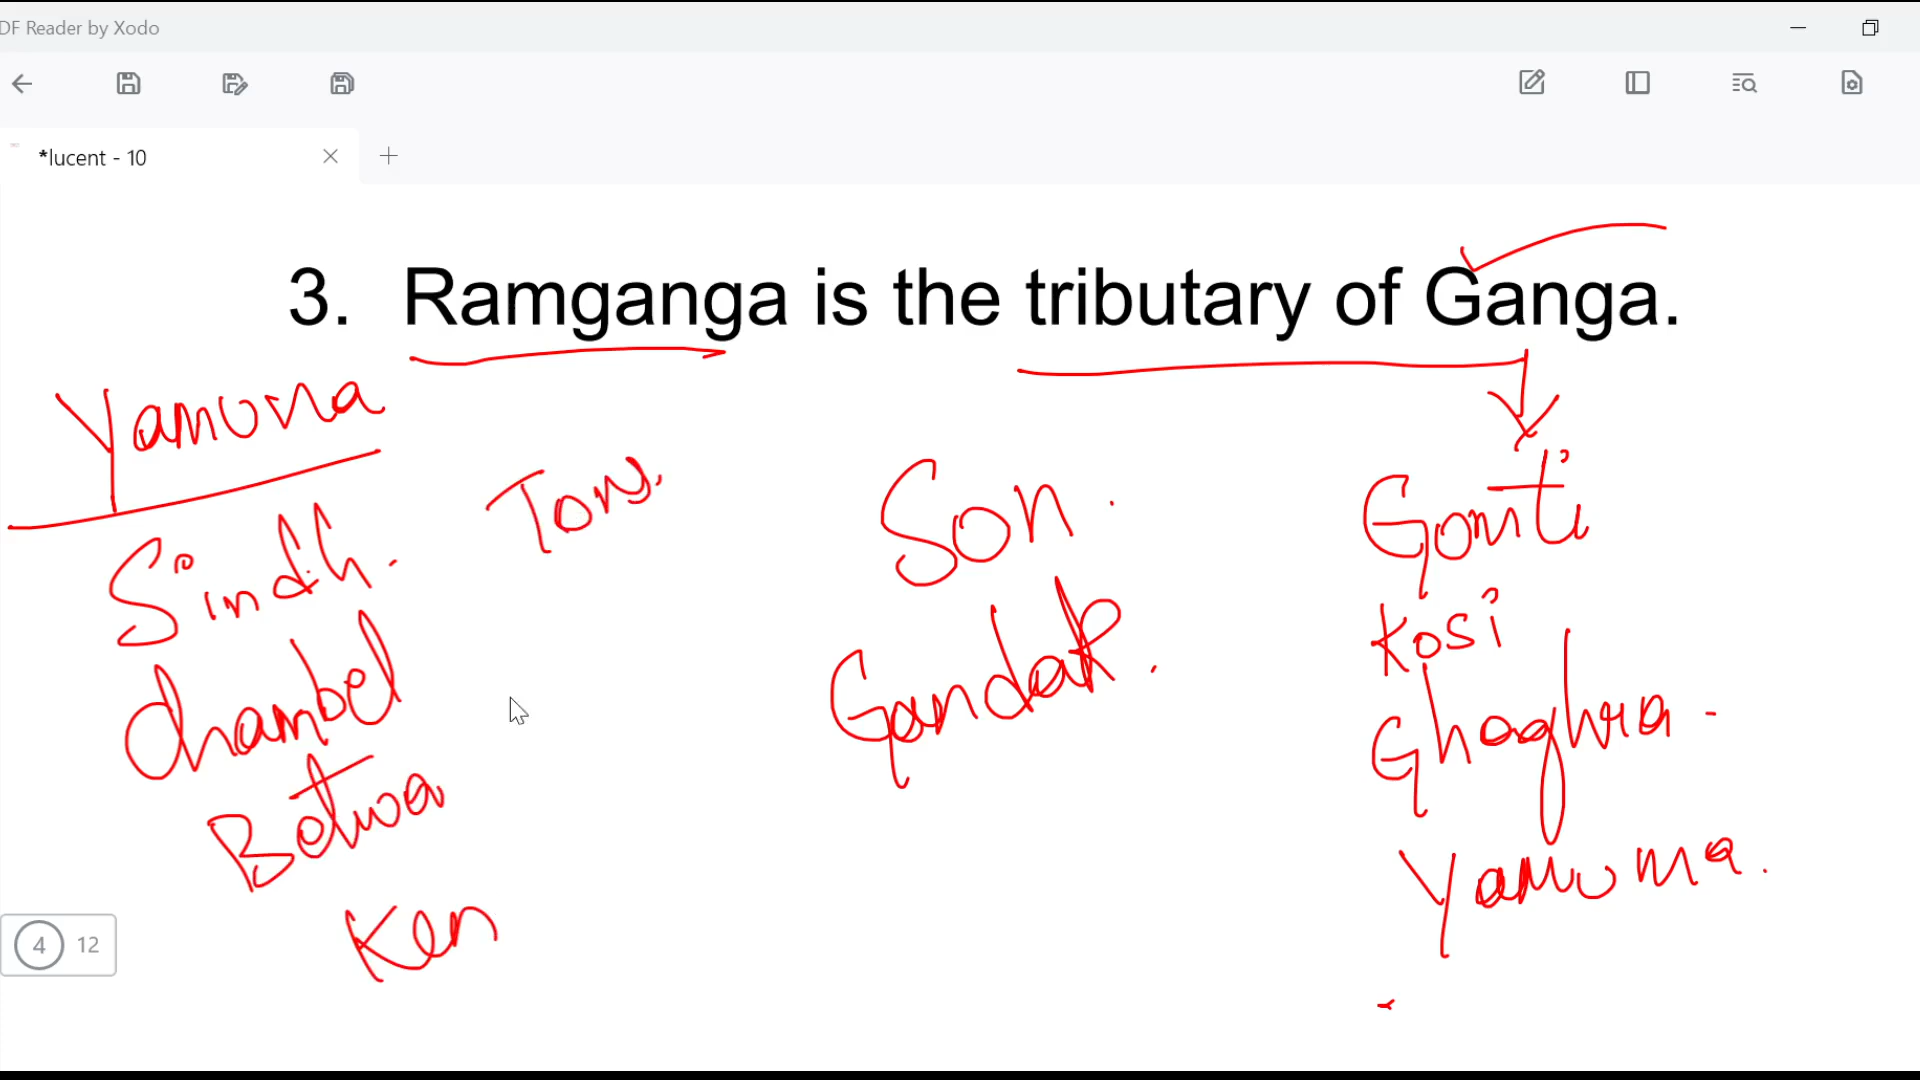 DF Reader by Xodo
*lucent - 10
3. Ramganga is the tributary of Ganga.
Yamuna
Sindh.
Chambel
Betwa
Ken
Tons.
Son.
Gandak.
Gomti
Kosi
Ghaghra -
Yamuna.
4 12